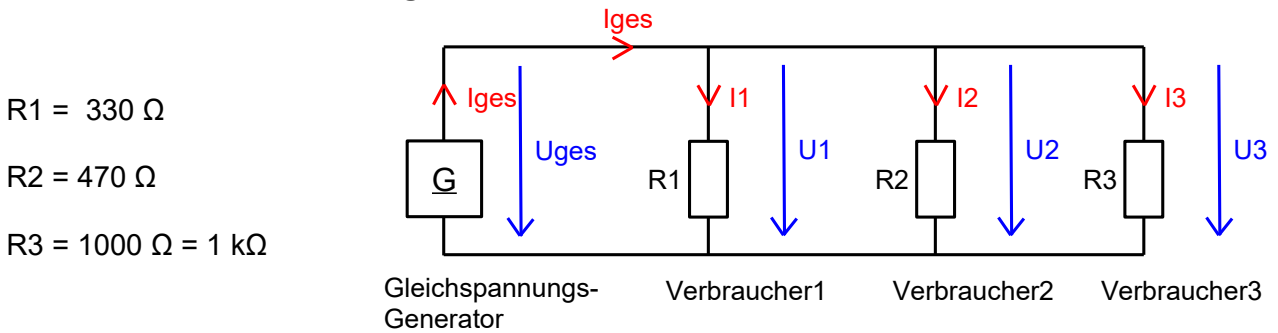 Iges
R1 = 330 Ω
R2 = 470 Ω
R3 = 1000 Ω = 1 kΩ
Iges
I1
I2
I3
Uges
U1
U2
U3
G
R1
R2
R3
Gleichspannungs-
Generator
Verbraucher1
Verbraucher2
Verbraucher3